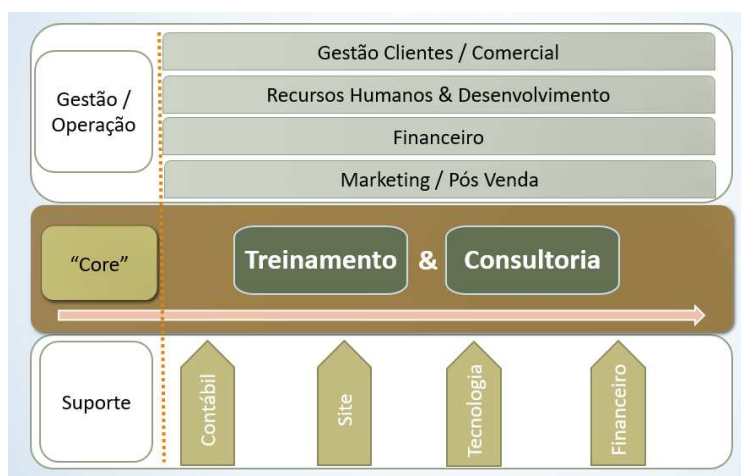 Gestão Clientes / Comercial
Gestão /
Operação
Recursos Humanos & Desenvolvimento
Financeiro
Marketing / Pós Venda
“Core”
Treinamento & Consultoria
Suporte
Contábil
Site
Tecnologia
Financeiro